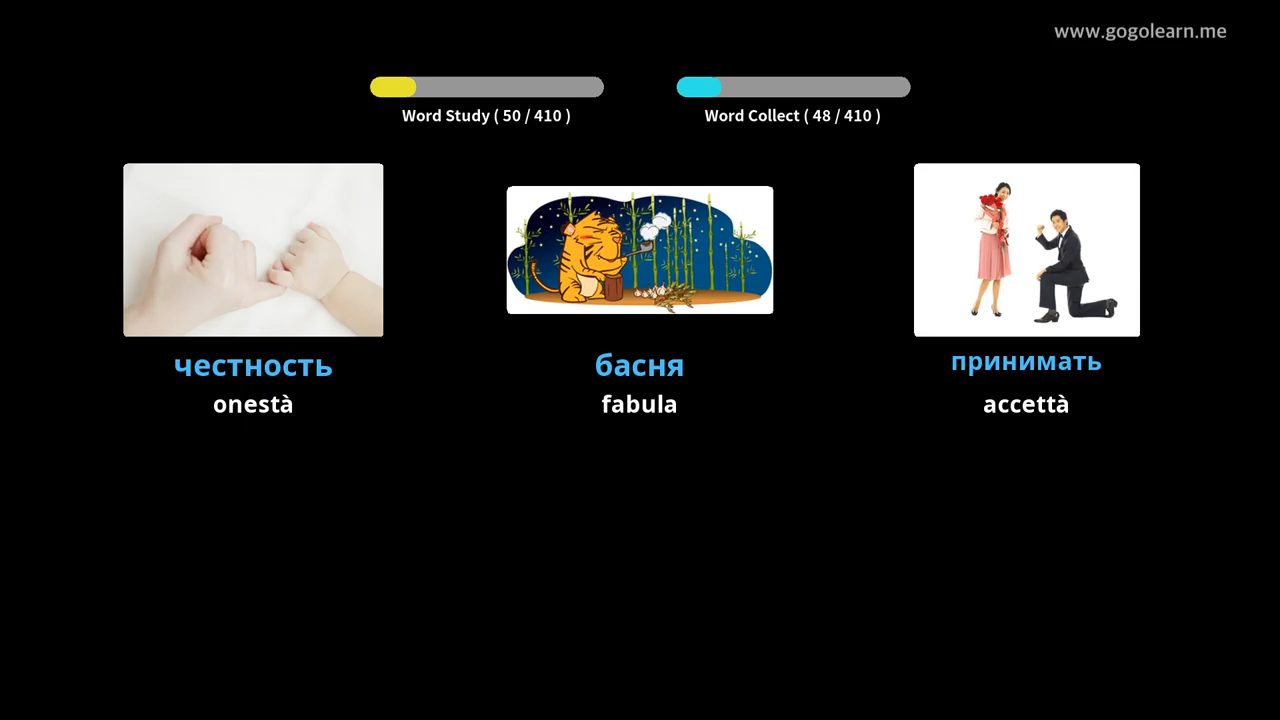 www.gogolearn.me
Word Study ( 50 / 410 )
Word Collect ( 48 / 410 )
честность
басня
принимать
onestà
fabula
accettà